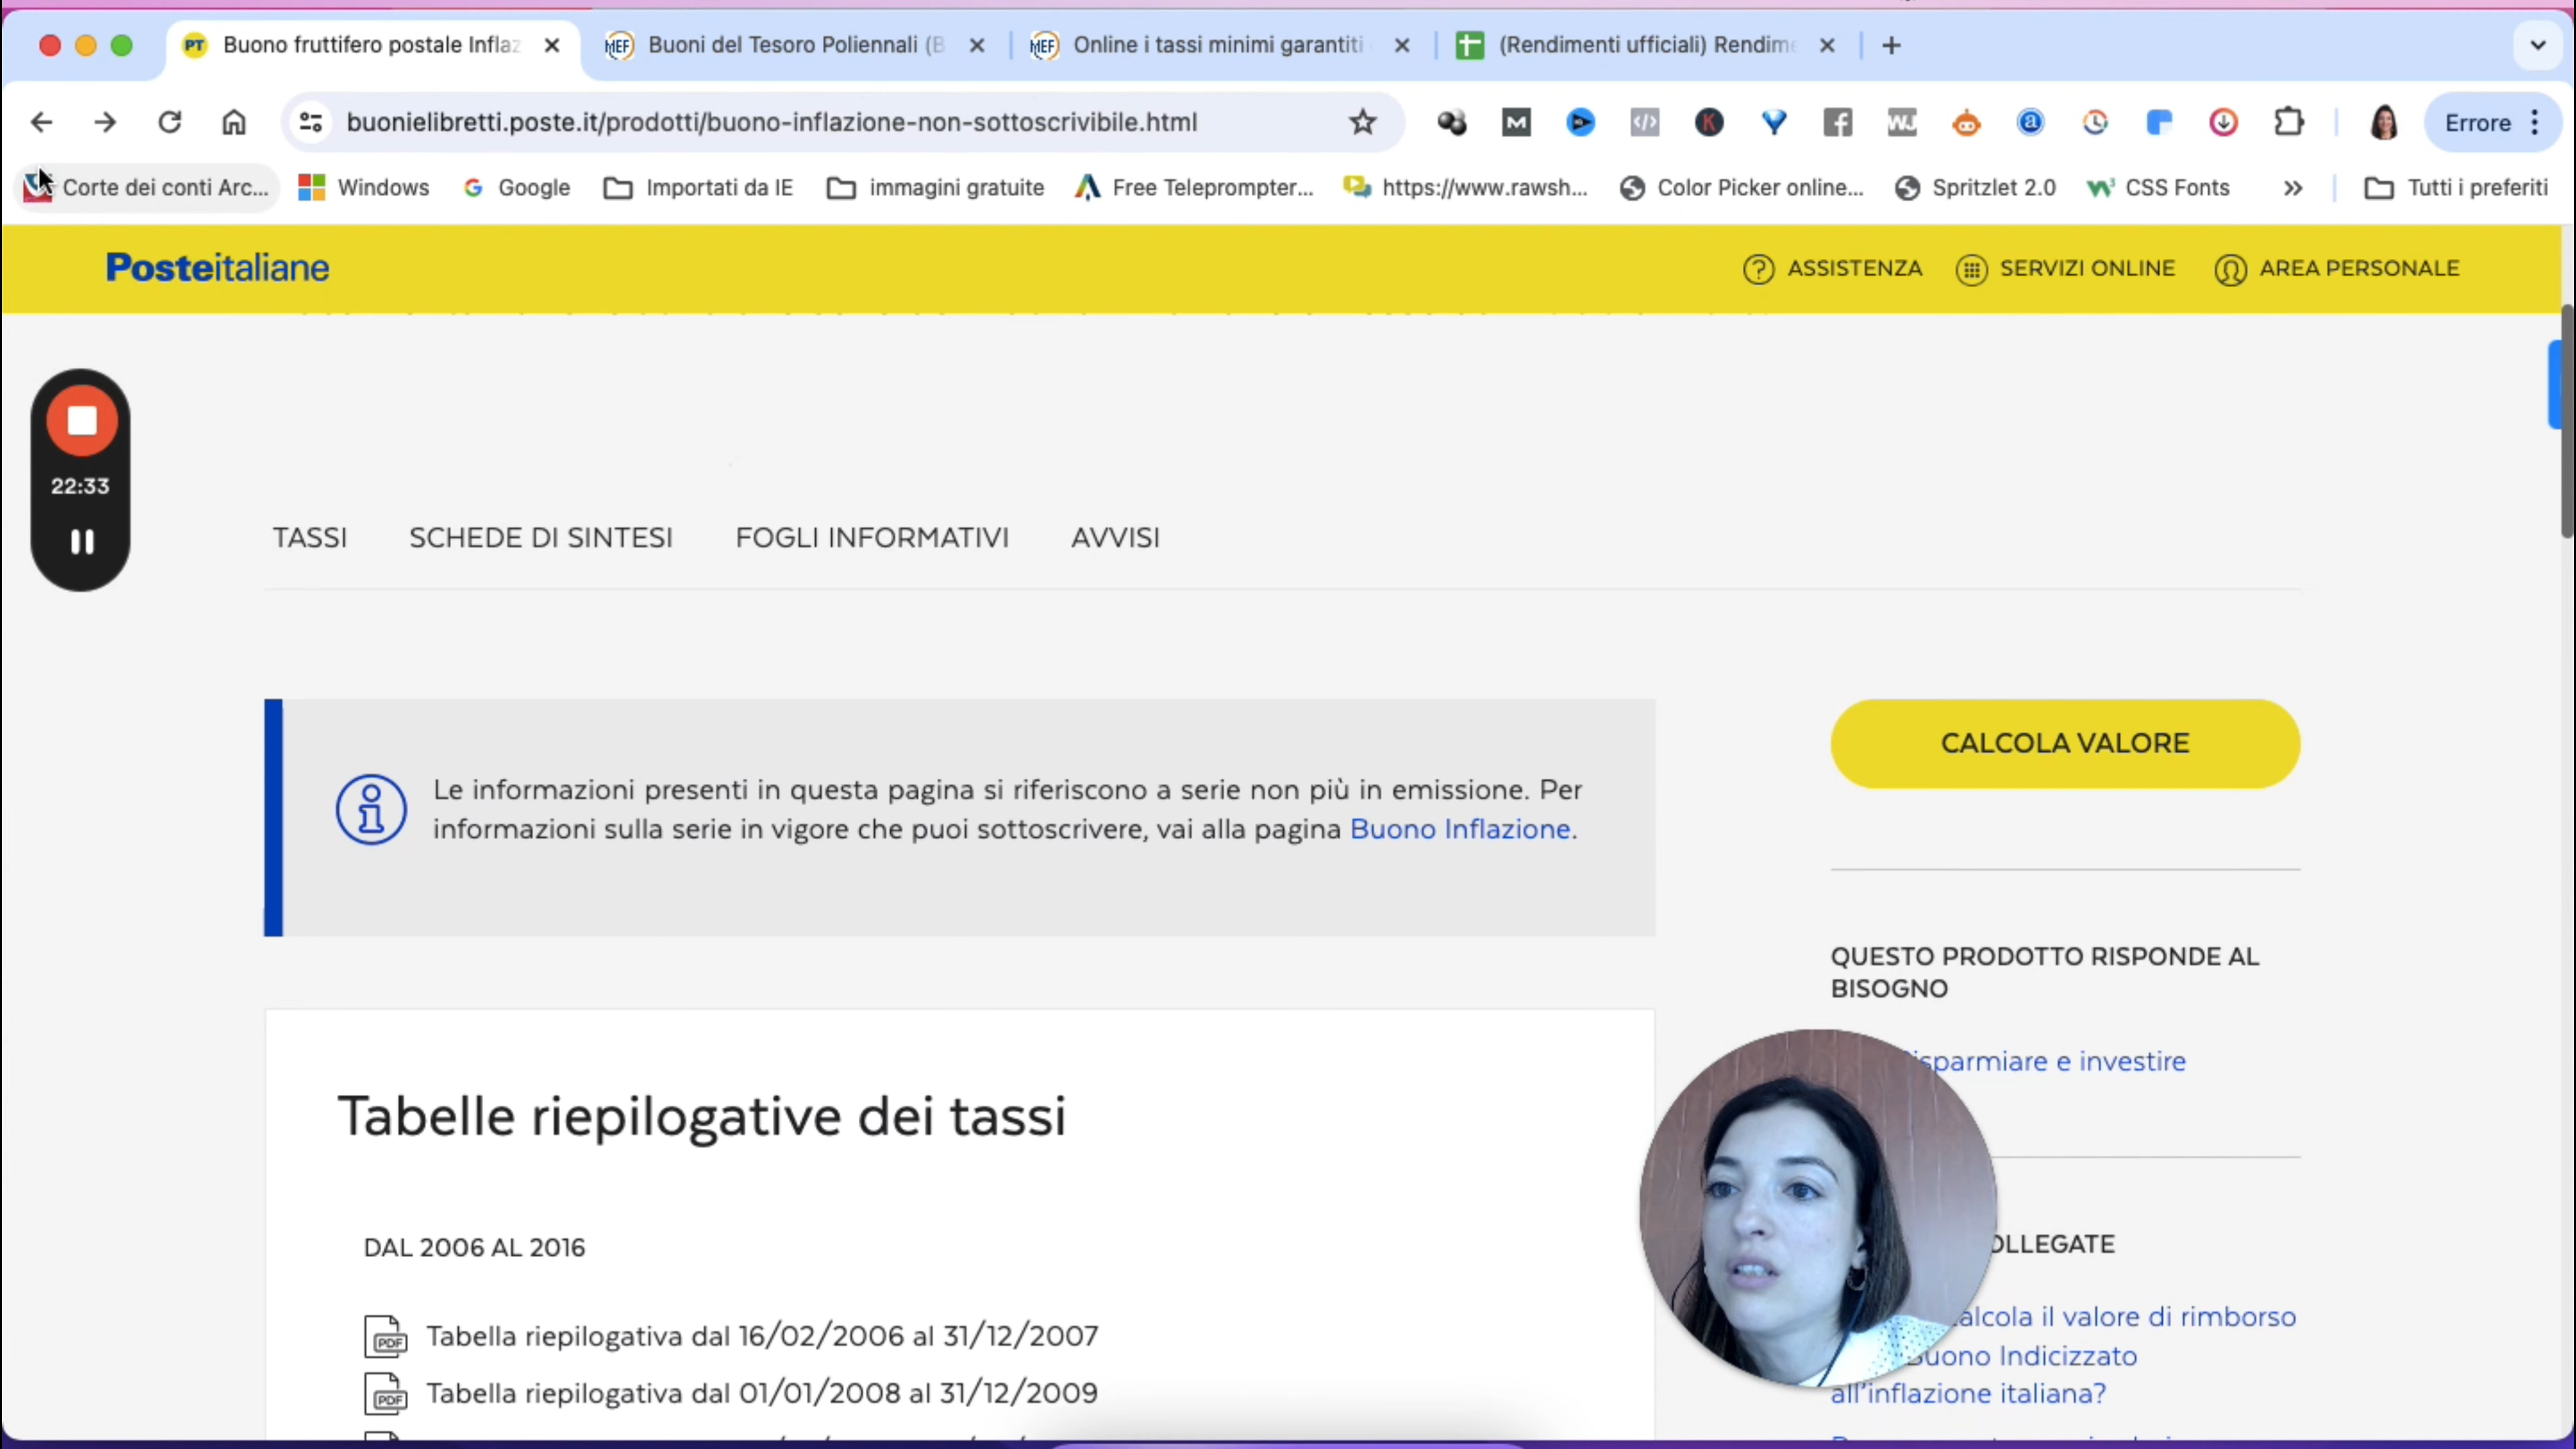 Buono fruttifero postale Inflaz
Buoni del Tesoro Poliennali (B
Online i tassi minimi garantiti
(Rendimenti ufficiali) Rendime
buonielibretti.poste.it/prodotti/buono-inflazione-non-sottoscrivibile.html
Errore
Corte dei conti Arc...
Windows
Google
Importati da IE
immagini gratuite
Free Teleprompter...
https://www.rawsh...
Color Picker online...
Spritzlet 2.0
CSS Fonts
Tutti i preferiti
Posteitaliane
ASSISTENZA
SERVIZI ONLINE
AREA PERSONALE
22:33
TASSI
SCHEDE DI SINTESI
FOGLI INFORMATIVI
AVVISI
Le informazioni presenti in questa pagina si riferiscono a serie non più in emissione. Per
informazioni sulla serie in vigore che puoi sottoscrivere, vai alla pagina Buono Inflazione.
CALCOLA VALORE
QUESTO PRODOTTO RISPONDE AL
BISOGNO
sparmiare e investire
Tabelle riepilogative dei tassi
DAL 2006 AL 2016
Tabella riepilogativa dal 16/02/2006 al 31/12/2007
Tabella riepilogativa dal 01/01/2008 al 31/12/2009
OLLEGATE
alcola il valore di rimborso
Buono Indicizzato
all'inflazione italiana?